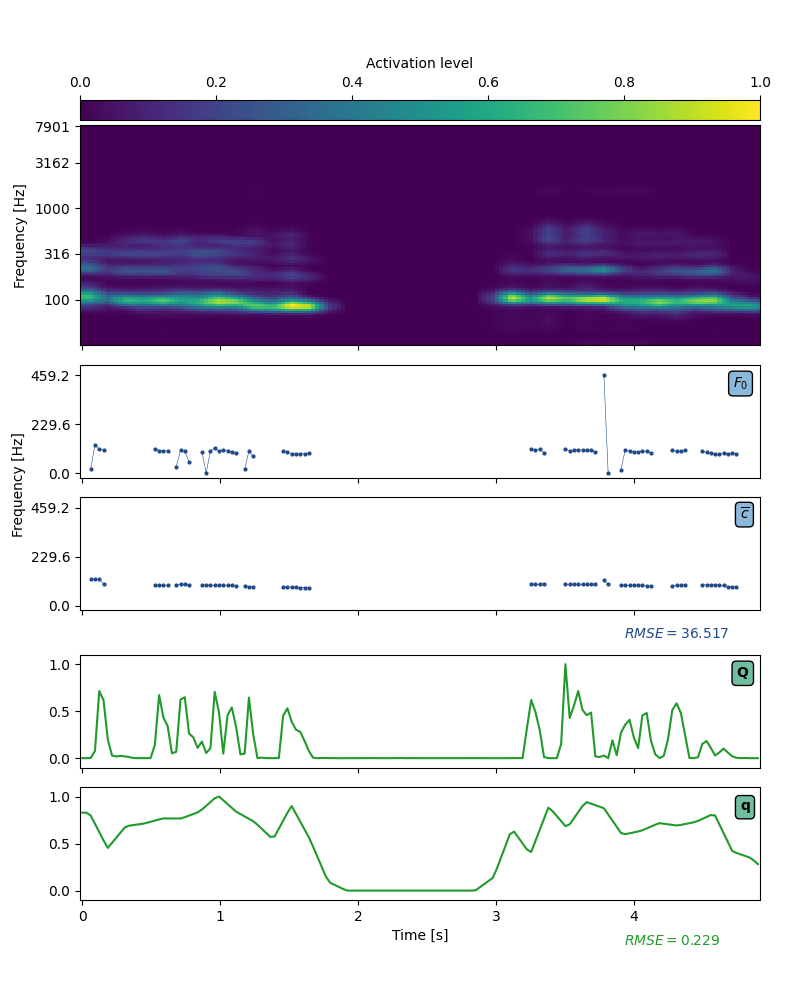 Activation level
0.0 0.2 0.4 0.6 0.8 1.0
7901
3162
1000
316
100
Frequency [Hz]
459.2
229.6
0.0
F₀
Frequency [Hz]
459.2
229.6
0.0
c̅
RMSE = 36.517
1.0
0.5
0.0
Q
1.0
0.5
0.0
q
0 1 2 3 4
Time [s]
RMSE = 0.229